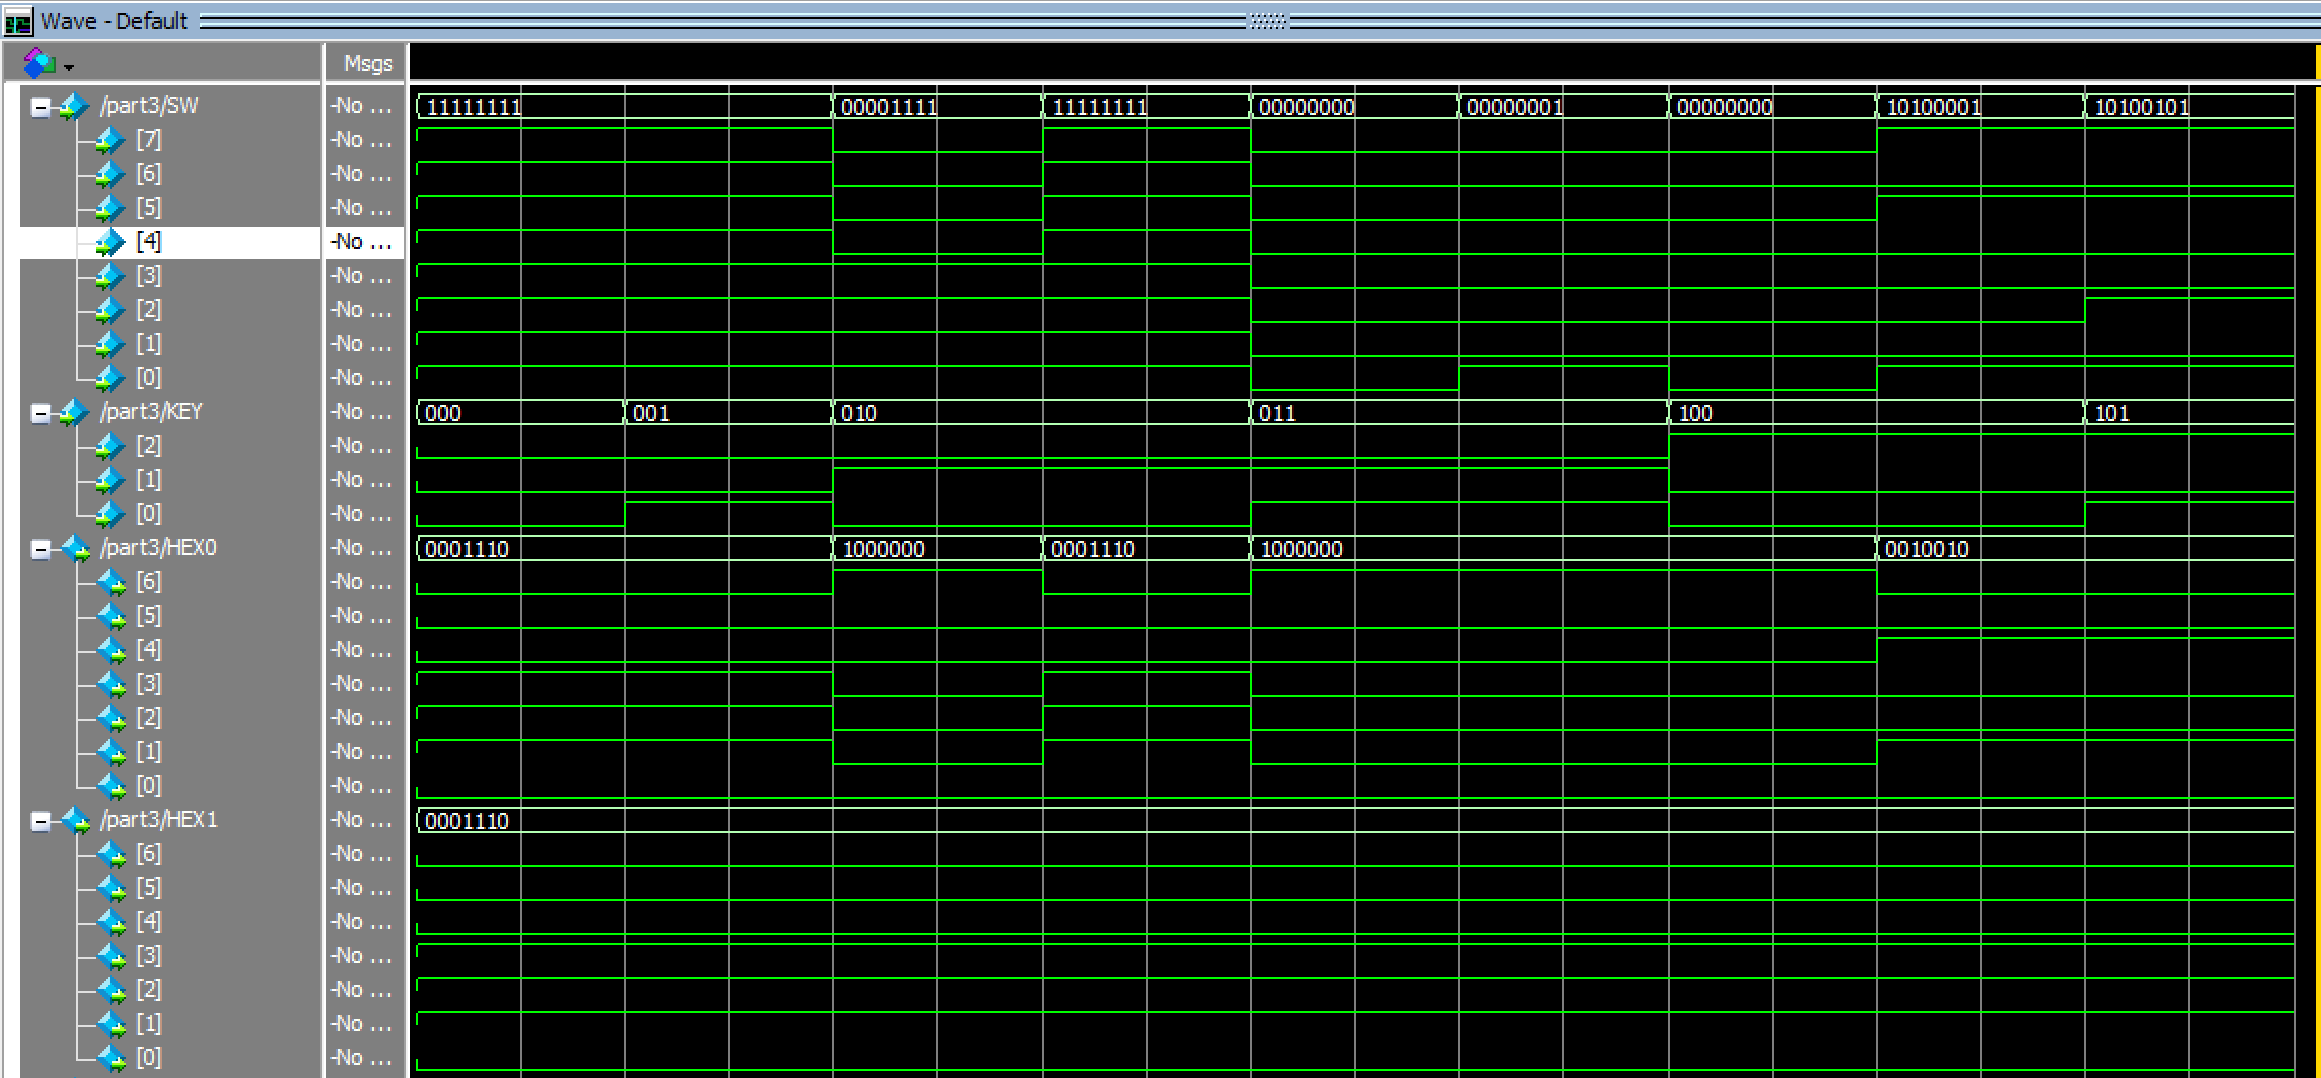 Wave - Default
Msgs
/part3/SW -No ... 11111111 00001111 11111111 00000000 00000001 00000000 10100001 10100101
[7] -No ...
[6] -No ...
[5] -No ...
[4] -No ...
[3] -No ...
[2] -No ...
[1] -No ...
[0] -No ...
/part3/KEY -No ... 000 001 010 011 100 101
[2] -No ...
[1] -No ...
[0] -No ...
/part3/HEX0 -No ... 0001110 1000000 0001110 1000000 0010010
[6] -No ...
[5] -No ...
[4] -No ...
[3] -No ...
[2] -No ...
[1] -No ...
[0] -No ...
/part3/HEX1 -No ... 0001110
[6] -No ...
[5] -No ...
[4] -No ...
[3] -No ...
[2] -No ...
[1] -No ...
[0] -No ...